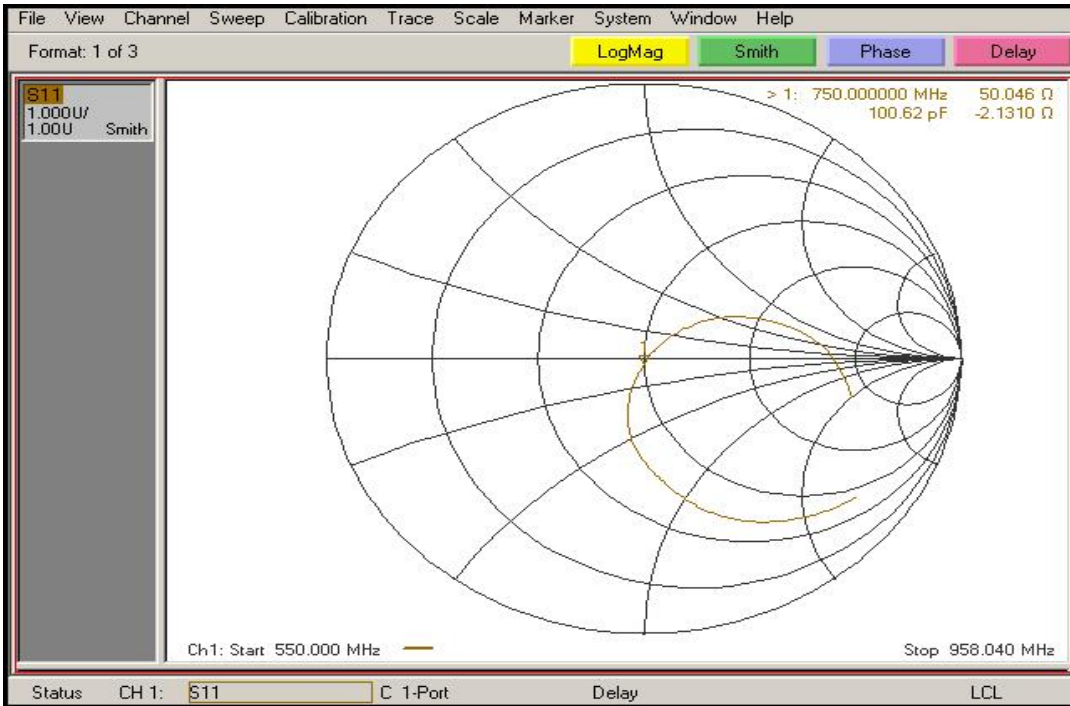 File View Channel Sweep Calibration Trace Scale Marker System Window Help
Format: 1 of 3 LogMag Smith Phase Delay
S11
1.000U/
1.00U Smith
> 1: 750.000000 MHz 50.046 Ω
100.62 pF -2.1310 Ω
1
Ch1: Start 550.000 MHz Stop 958.040 MHz
Status CH 1: S11 C 1-Port Delay LCL